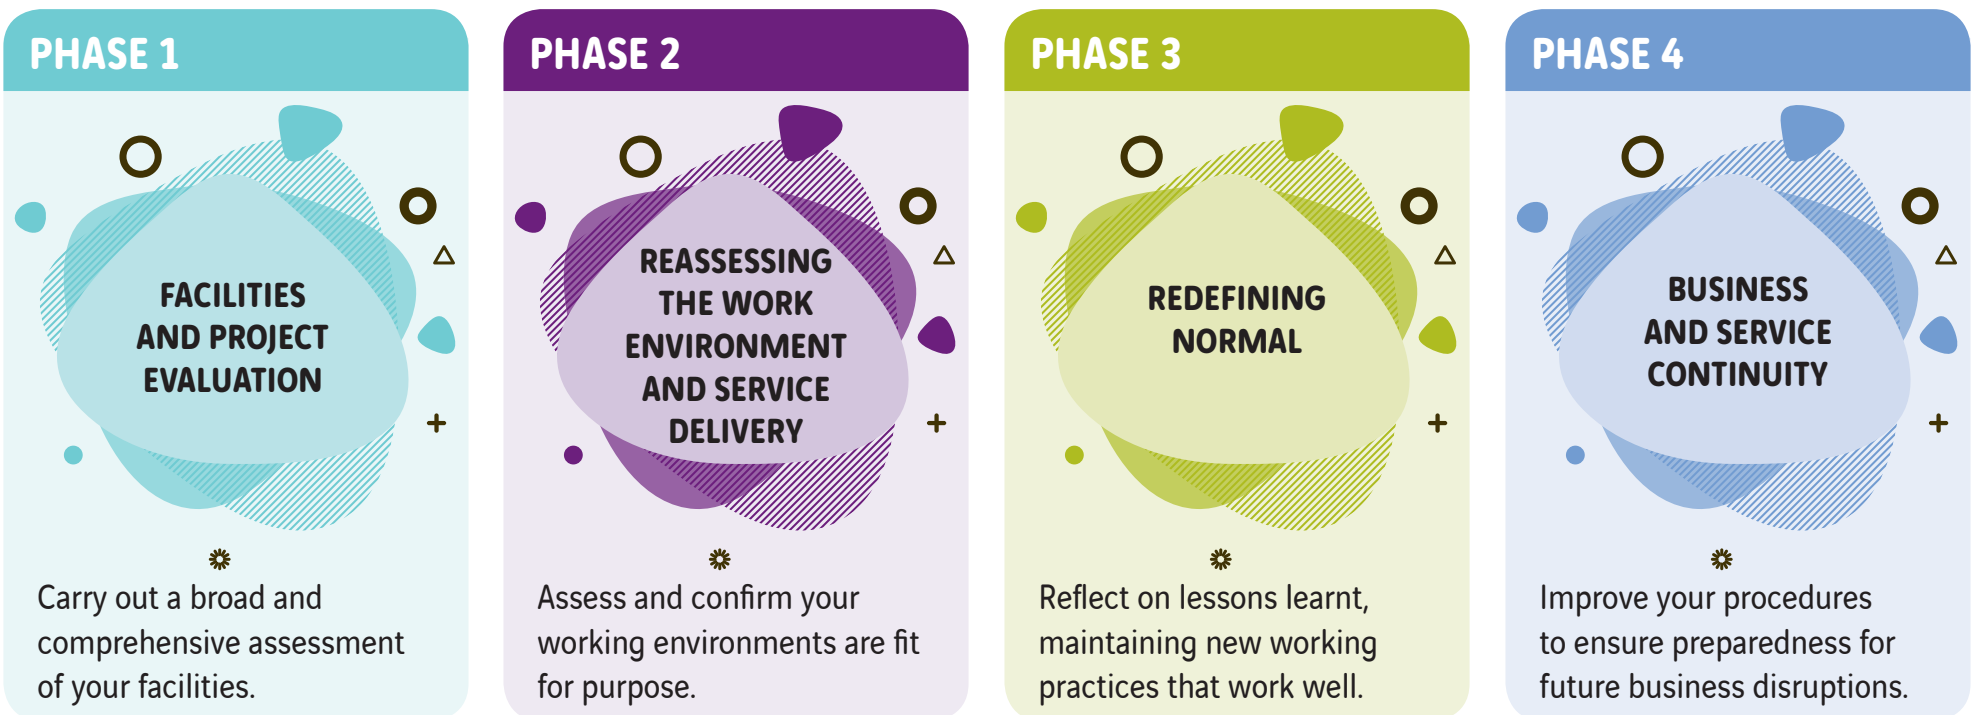 PHASE 1
FACILITIES
AND PROJECT
EVALUATION
Carry out a broad and
comprehensive assessment
of your facilities.
PHASE 2
REASSESSING
THE WORK
ENVIRONMENT
AND SERVICE
DELIVERY
Assess and confirm your
working environments are fit
for purpose.
PHASE 3
REDEFINING
NORMAL
Reflect on lessons learnt,
maintaining new working
practices that work well.
PHASE 4
BUSINESS
AND SERVICE
CONTINUITY
Improve your procedures
to ensure preparedness for
future business disruptions.